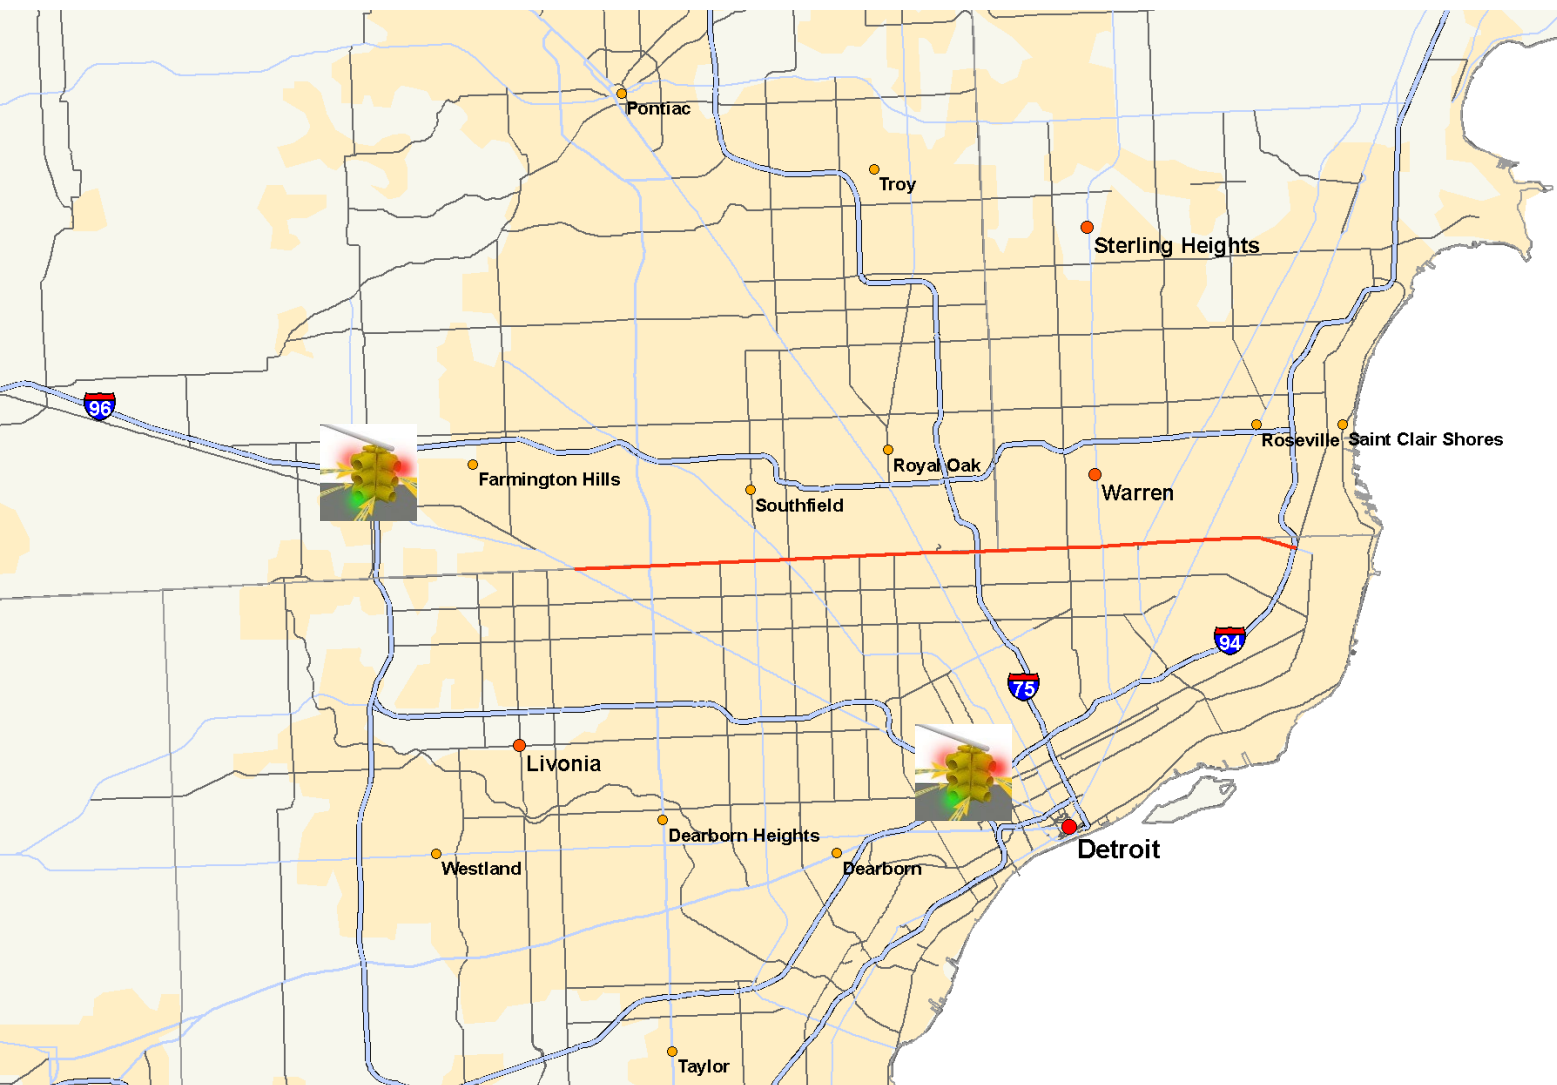 Pontiac
Troy
Sterling Heights
96
Roseville
Saint Clair Shores
Farmington Hills
Royal Oak
Southfield
Warren
94
75
Livonia
Dearborn Heights
Detroit
Westland
Dearborn
Taylor